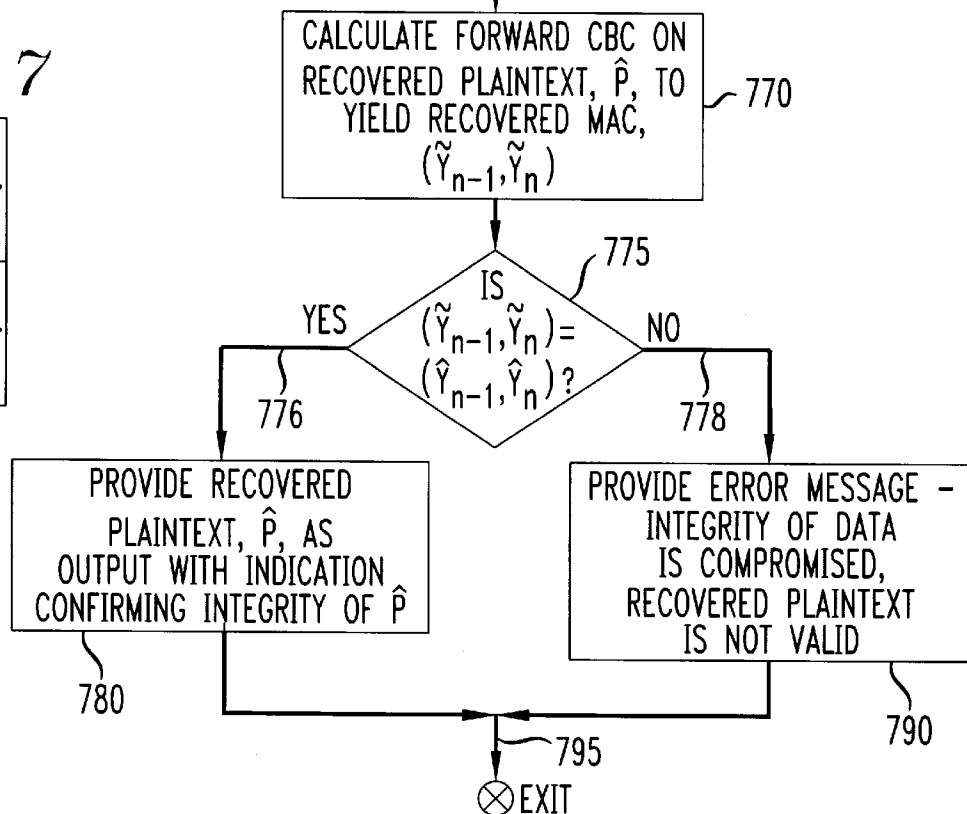 7
CALCULATE FORWARD CBC ON
RECOVERED PLAINTEXT, P̂, TO
YIELD RECOVERED MAC,
(Ỹn-1,Ỹn)
770
775
IS
(Ỹn-1,Ỹn)=
(Ŷn-1,Ŷn)?
YES
NO
776
778
PROVIDE RECOVERED
PLAINTEXT, P̂, AS
OUTPUT WITH INDICATION
CONFIRMING INTEGRITY OF P̂
780
PROVIDE ERROR MESSAGE –
INTEGRITY OF DATA
IS COMPROMISED,
RECOVERED PLAINTEXT
IS NOT VALID
790
795
EXIT